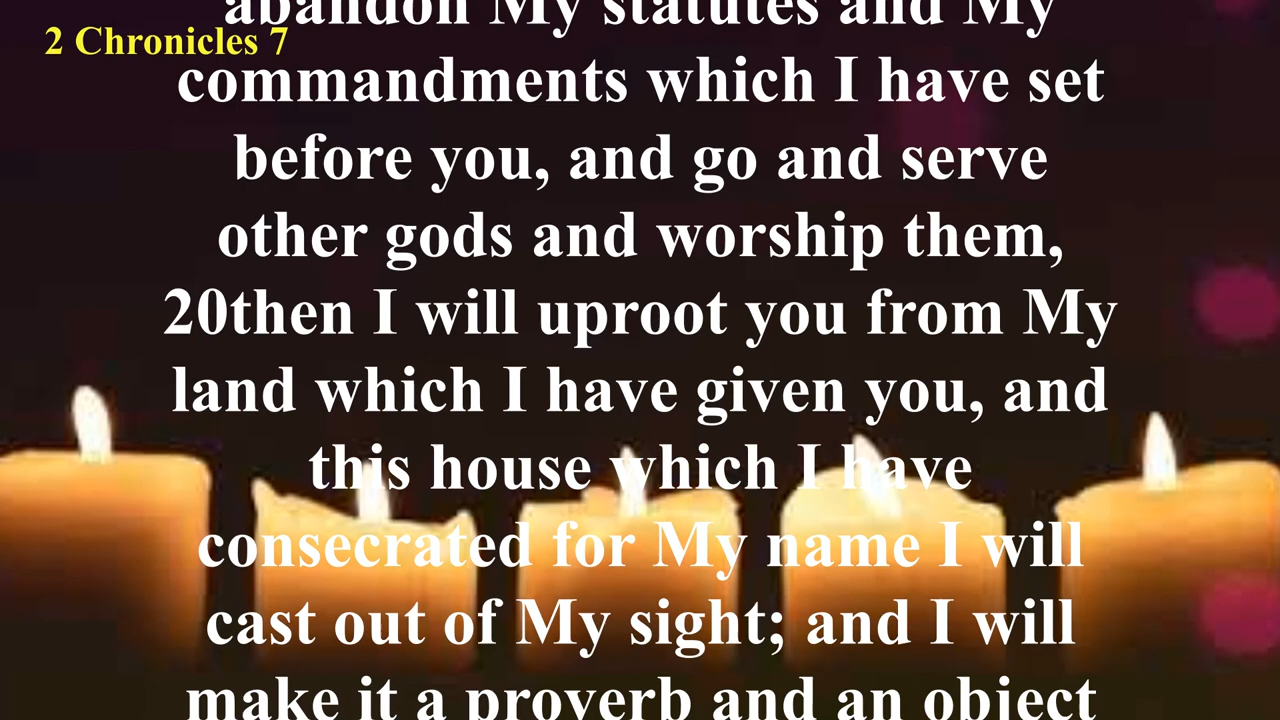 abandon My statutes and My
2 Chronicles 7
commandments which I have set
before you, and go and serve
other gods and worship them,
20then I will uproot you from My
land which I have given you, and
this house which I have
consecrated for My name I will
cast out of My sight; and I will
make it a proverb and an object